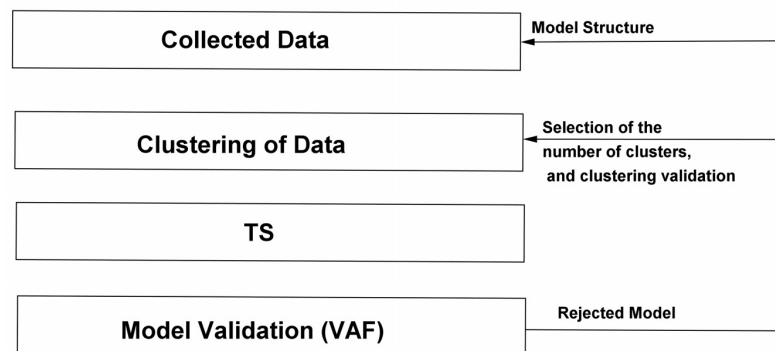 Collected Data
Model Structure
Clustering of Data
Selection of the
number of clusters,
and clustering validation
TS
Model Validation (VAF)
Rejected Model